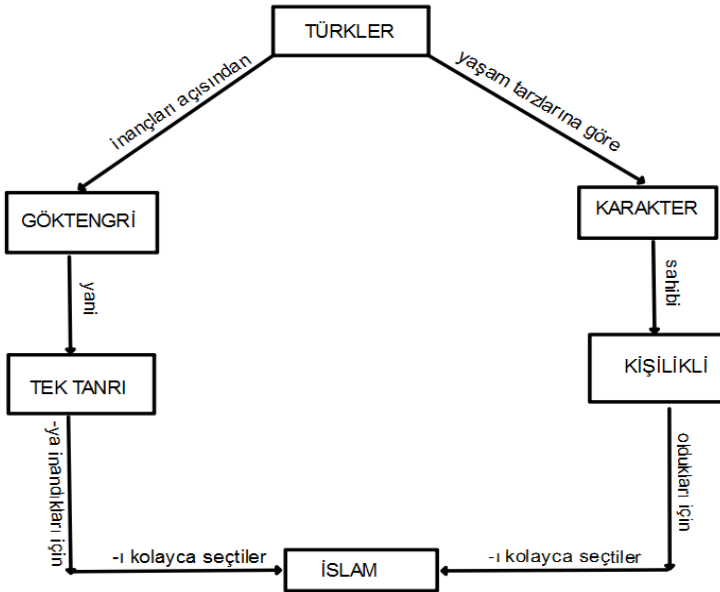 TÜRKLER
inançları açısından
yaşam tarzlarına göre
GÖKTENGRİ
KARAKTER
yani
sahibi
TEK TANRI
KİŞİLİKLİ
-ya inandıkları için
oldukları için
-ı kolayca seçtiler
İSLAM
-ı kolayca seçtiler